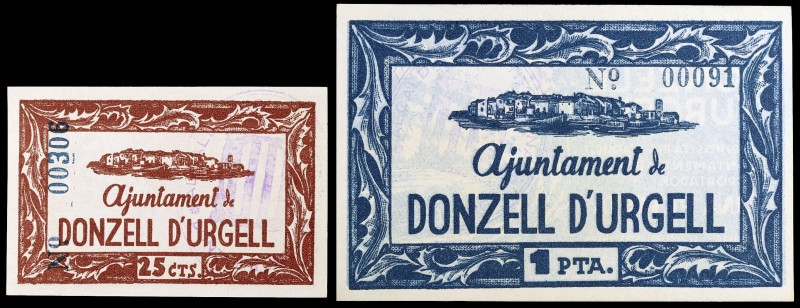 Nº 00306
Ajuntament de
DONZELL D'URGELL
25 CTS.
Nº 00091
Ajuntament de
DONZELL D'URGELL
1 PTA.